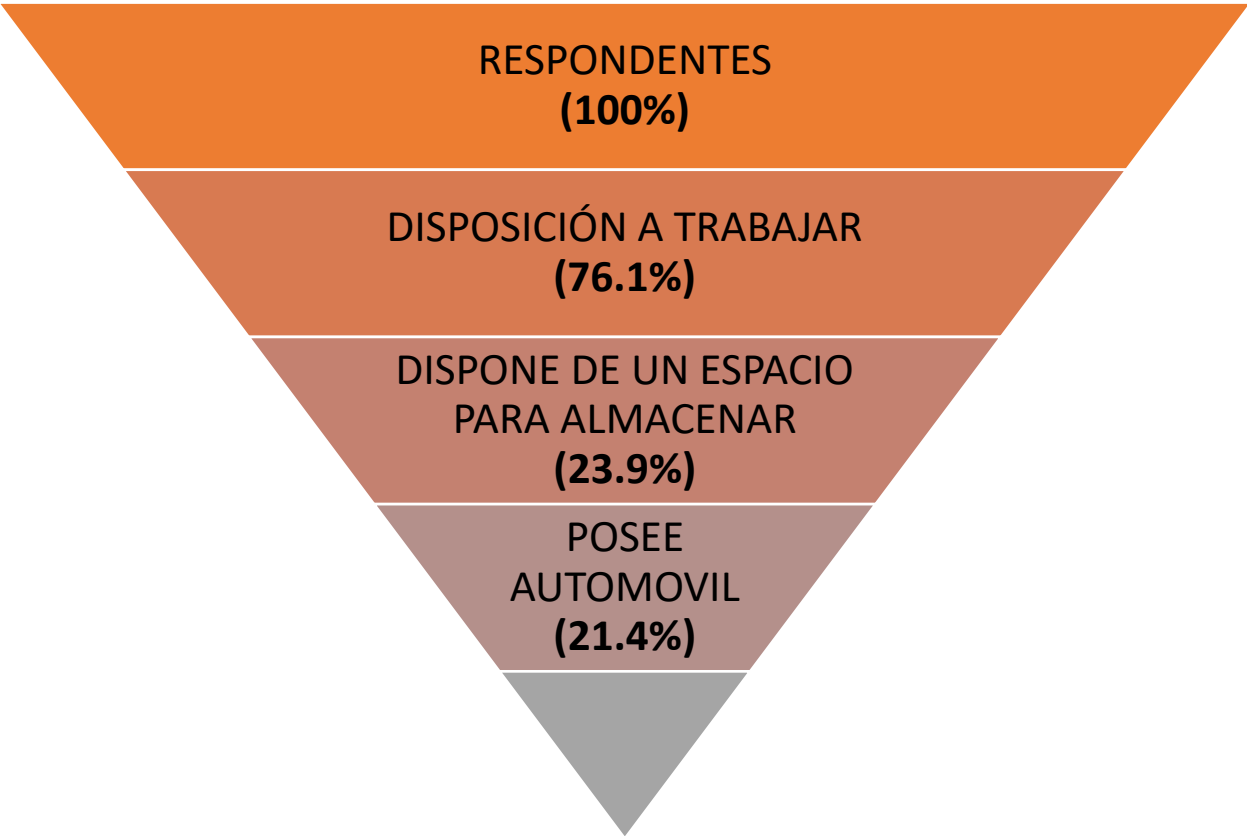 RESPONDENTES
(100%)
DISPOSICIÓN A TRABAJAR
(76.1%)
DISPONE DE UN ESPACIO
PARA ALMACENAR
(23.9%)
POSEE
AUTOMOVIL
(21.4%)